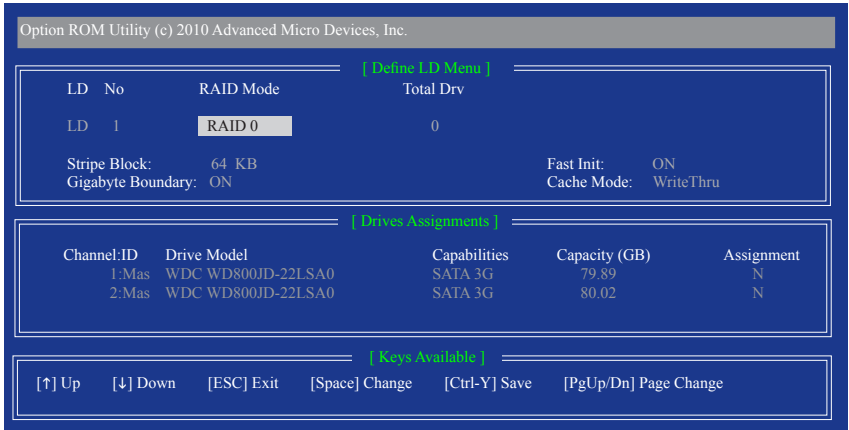 Option ROM Utility (c) 2010 Advanced Micro Devices, Inc.
[ Define LD Menu ]
LD No RAID Mode Total Drv
LD 1 RAID 0 0
Stripe Block: 64 KB Fast Init: ON
Gigabyte Boundary: ON Cache Mode: WriteThru
[ Drives Assignments ]
Channel:ID Drive Model Capabilities Capacity (GB) Assignment
1:Mas WDC WD800JD-22LSA0 SATA 3G 79.89 N
2:Mas WDC WD800JD-22LSA0 SATA 3G 80.02 N
[ Keys Available ]
[↑] Up [↓] Down [ESC] Exit [Space] Change [Ctrl-Y] Save [PgUp/Dn] Page Change